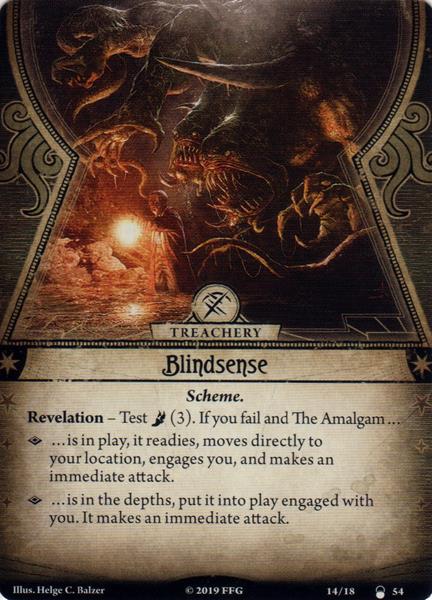 TREACHERY
Blindsense
Scheme.
Revelation – Test (3). If you fail and The Amalgam…
…is in play, it readies, moves directly to
your location, engages you, and makes an
immediate attack.
…is in the depths, put it into play engaged with
you. It makes an immediate attack.
Illus. Helge C. Balzer © 2019 FFG 14/18 54